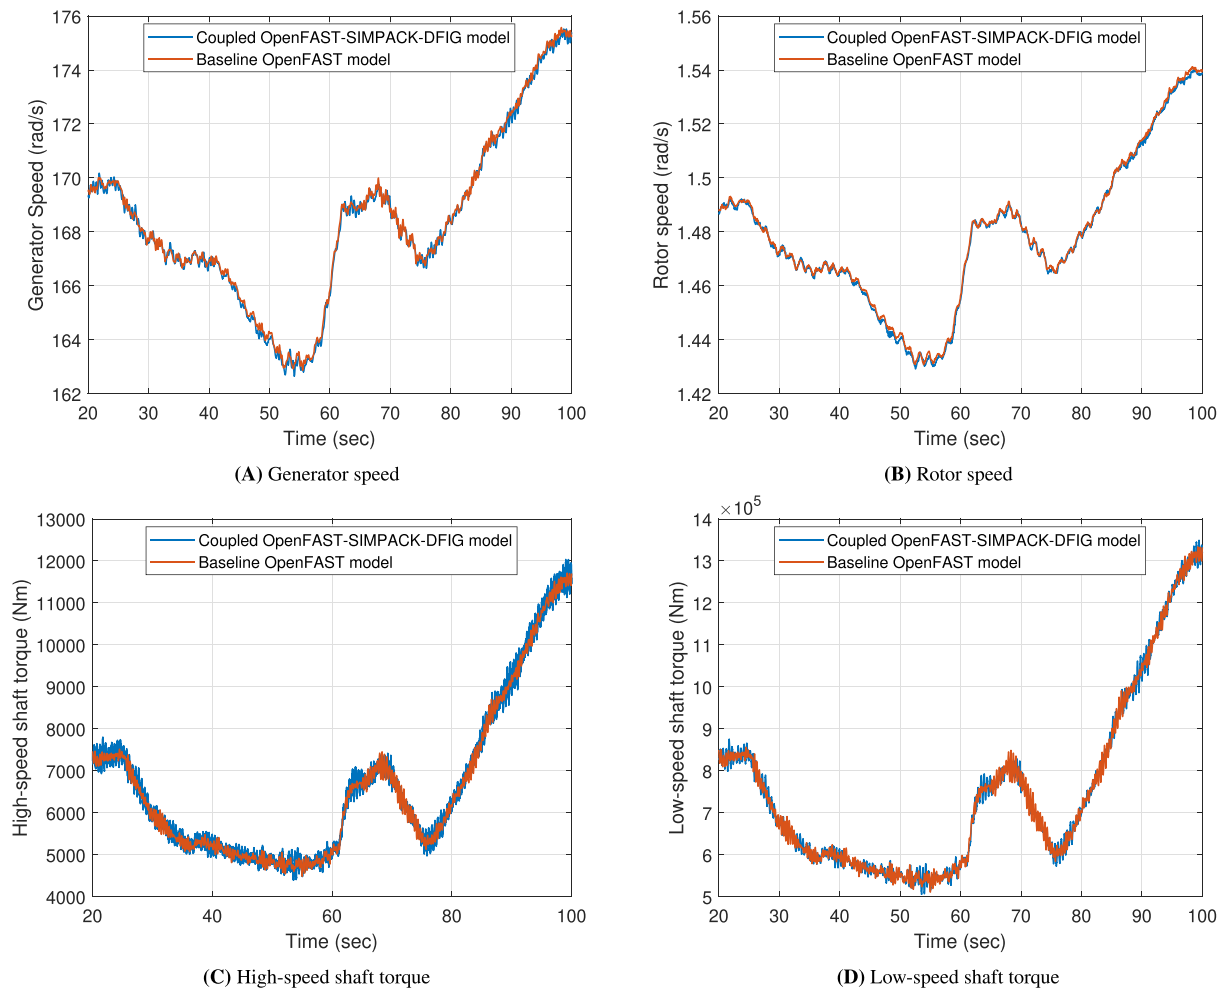 176
174
172
170
168
166
164
162
Generator Speed (rad/s)
Coupled OpenFAST-SIMPACK-DFIG model
Baseline OpenFAST model
20 30 40 50 60 70 80 90 100
Time (sec)
(A) Generator speed
1.56
1.54
1.52
1.5
1.48
1.46
1.44
1.42
Rotor speed (rad/s)
Coupled OpenFAST-SIMPACK-DFIG model
Baseline OpenFAST model
20 30 40 50 60 70 80 90 100
Time (sec)
(B) Rotor speed
13000
12000
11000
10000
9000
8000
7000
6000
5000
4000
High-speed shaft torque (Nm)
Coupled OpenFAST-SIMPACK-DFIG model
Baseline OpenFAST model
20 40 60 80 100
Time (sec)
(C) High-speed shaft torque
×10⁵
14
13
12
11
10
9
8
7
6
5
Low-speed shaft torque (Nm)
Coupled OpenFAST-SIMPACK-DFIG model
Baseline OpenFAST model
20 30 40 50 60 70 80 90 100
Time (sec)
(D) Low-speed shaft torque